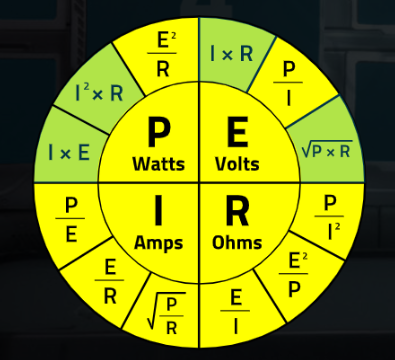 E²/R
I × R
I² × R
P/I
I × E
√P × R
P Watts
E Volts
I Amps
R Ohms
P/E
P/I²
E/R
E²/P
√P/R
E/I